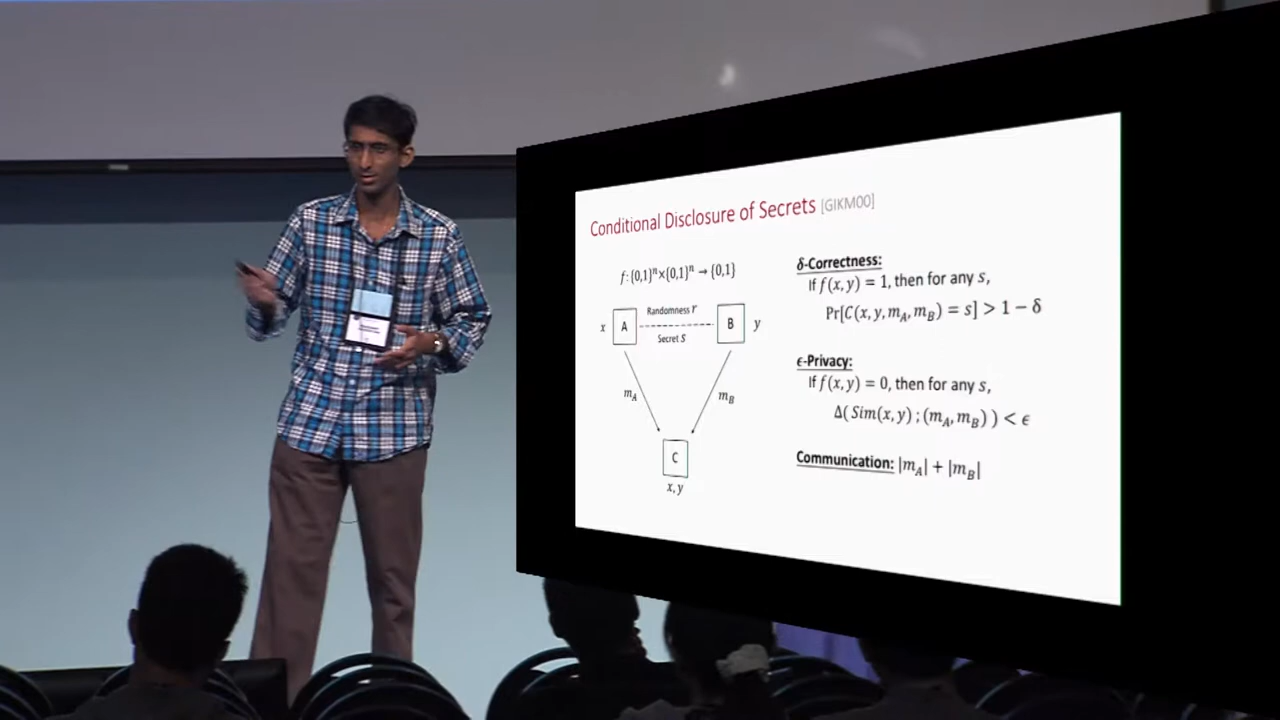 Conditional Disclosure of Secrets [GIKM00]
f:{0,1}ⁿ×{0,1}ⁿ → {0,1}
x A Randomness r B y
Secret S
m_A m_B
C
x, y
δ-Correctness:
If f(x, y) = 1, then for any s,
Pr[C(x, y, m_A, m_B) = s] > 1 − δ
ϵ-Privacy:
If f(x, y) = 0, then for any s,
Δ( Sim(x, y) ; (m_A, m_B) ) < ϵ
Communication: |m_A| + |m_B|